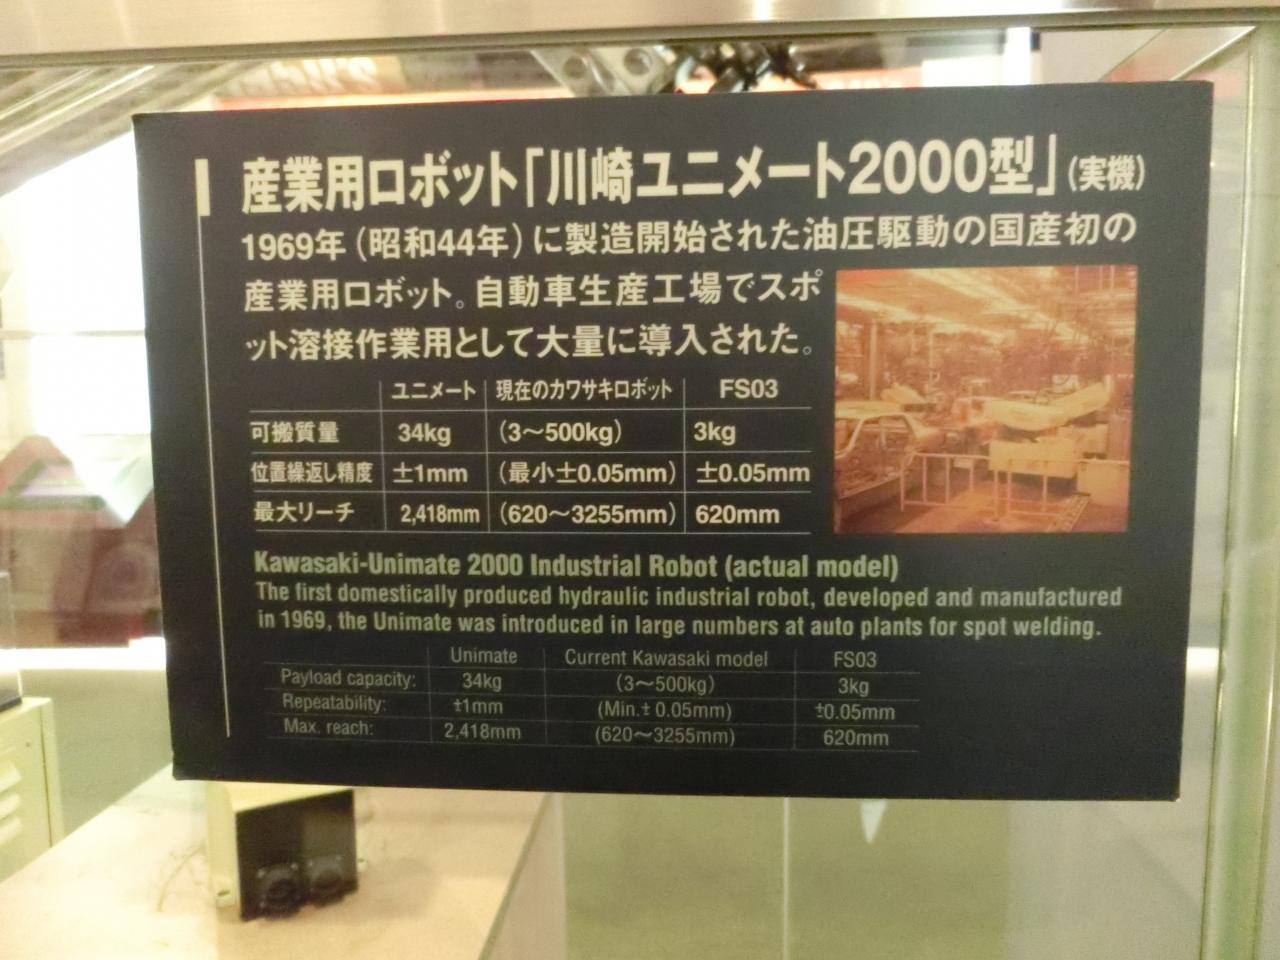 産業用ロボット「川崎ユニメート2000型」(実機)
1969年(昭和44年)に製造開始された油圧駆動の国産初の
産業用ロボット。自動車生産工場でスポ
ット溶接作業用として大量に導入された。
ユニメート 現在のカワサキロボット FS03
可搬質量 34kg (3〜500kg) 3kg
位置繰返し精度 ±1mm (最小±0.05mm) ±0.05mm
最大リーチ 2,418mm (620〜3255mm) 620mm
Kawasaki-Unimate 2000 Industrial Robot (actual model)
The first domestically produced hydraulic industrial robot, developed and manufactured
in 1969, the Unimate was introduced in large numbers at auto plants for spot welding.
Unimate Current Kawasaki model FS03
Payload capacity: 34kg (3〜500kg) 3kg
Repeatability: ±1mm (Min.± 0.05mm) ±0.05mm
Max. reach: 2,418mm (620〜3255mm) 620mm